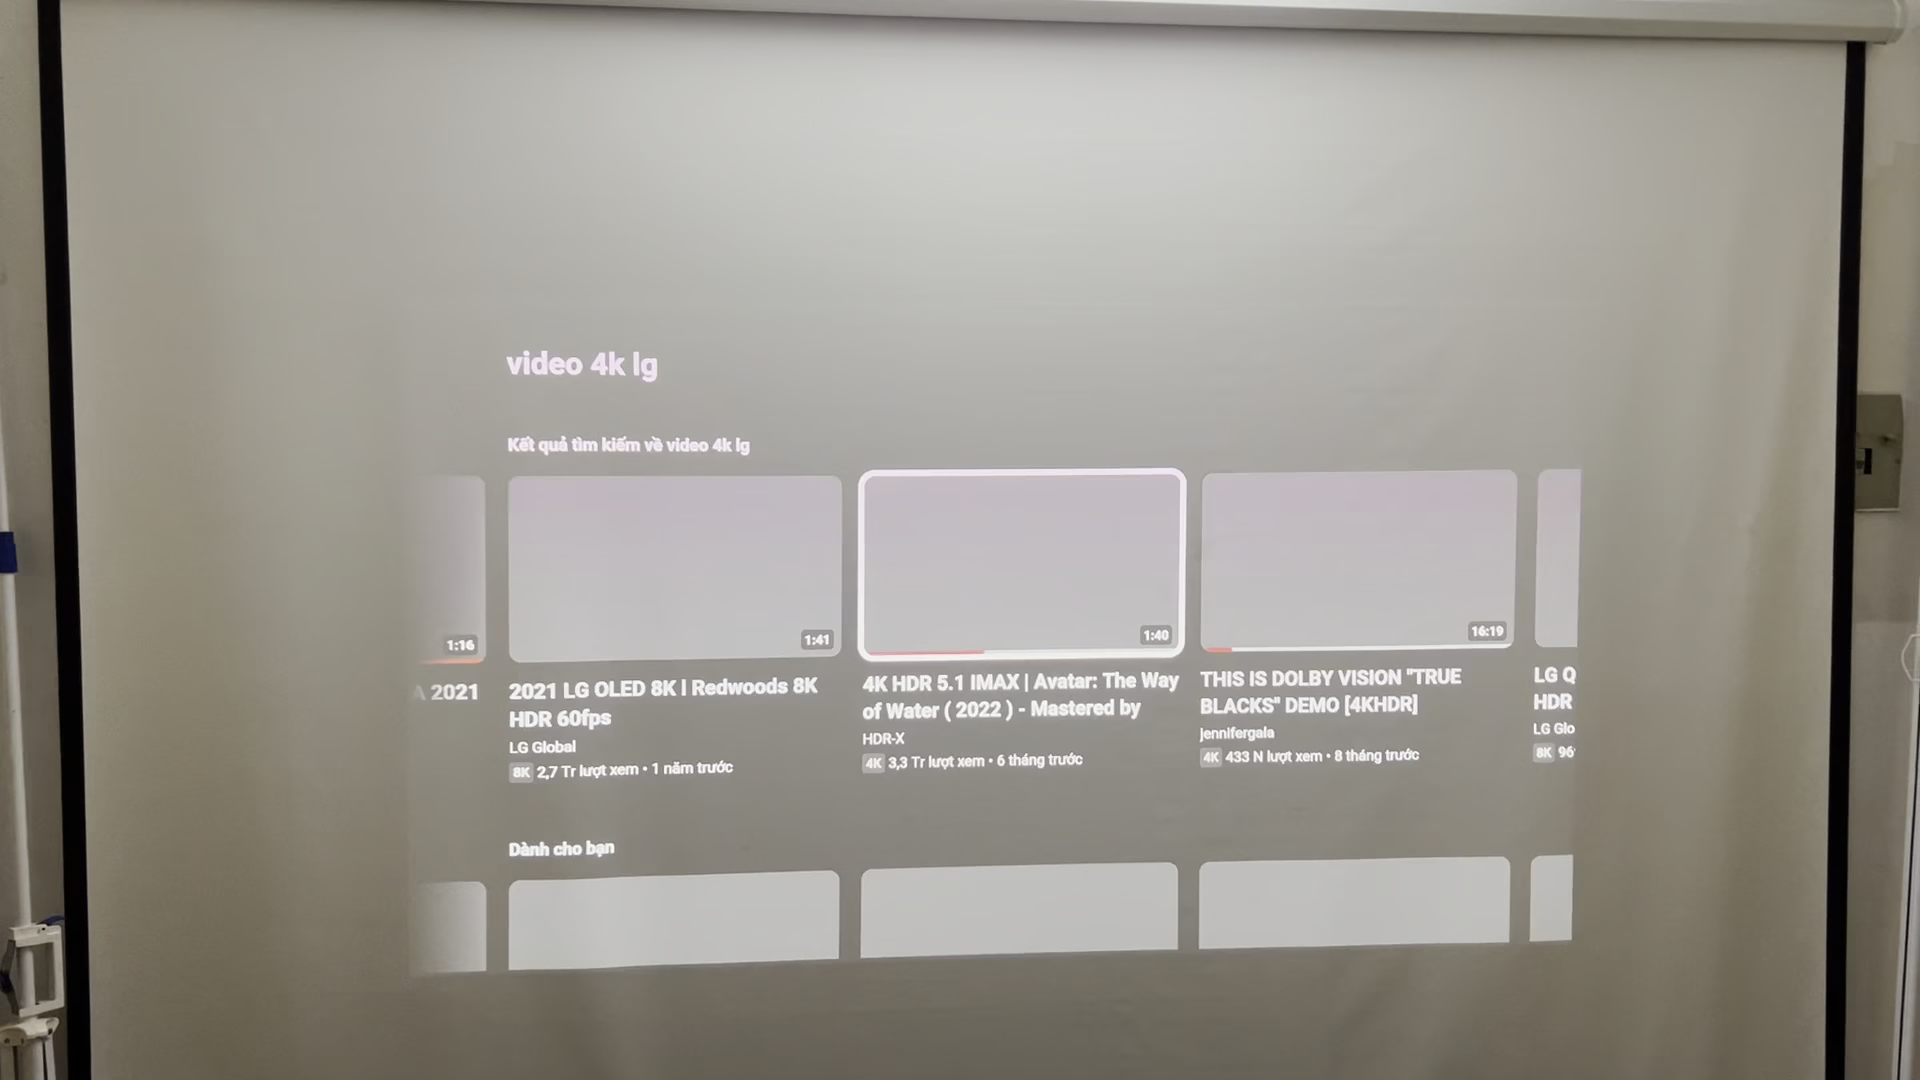 video 4k lg
Kết quả tìm kiếm về video 4k lg
1:16
1:41
1:40
16:19
A 2021
2021 LG OLED 8K l Redwoods 8K
HDR 60fps
LG Global
8K 2,7 Tr lượt xem • 1 năm trước
4K HDR 5.1 IMAX | Avatar: The Way
of Water ( 2022 ) - Mastered by
HDR-X
4K 3,3 Tr lượt xem • 6 tháng trước
THIS IS DOLBY VISION "TRUE
BLACKS" DEMO [4KHDR]
jennifergala
4K 433 N lượt xem • 8 tháng trước
LG Q
HDR
LG Glo
8K 96
Dành cho bạn